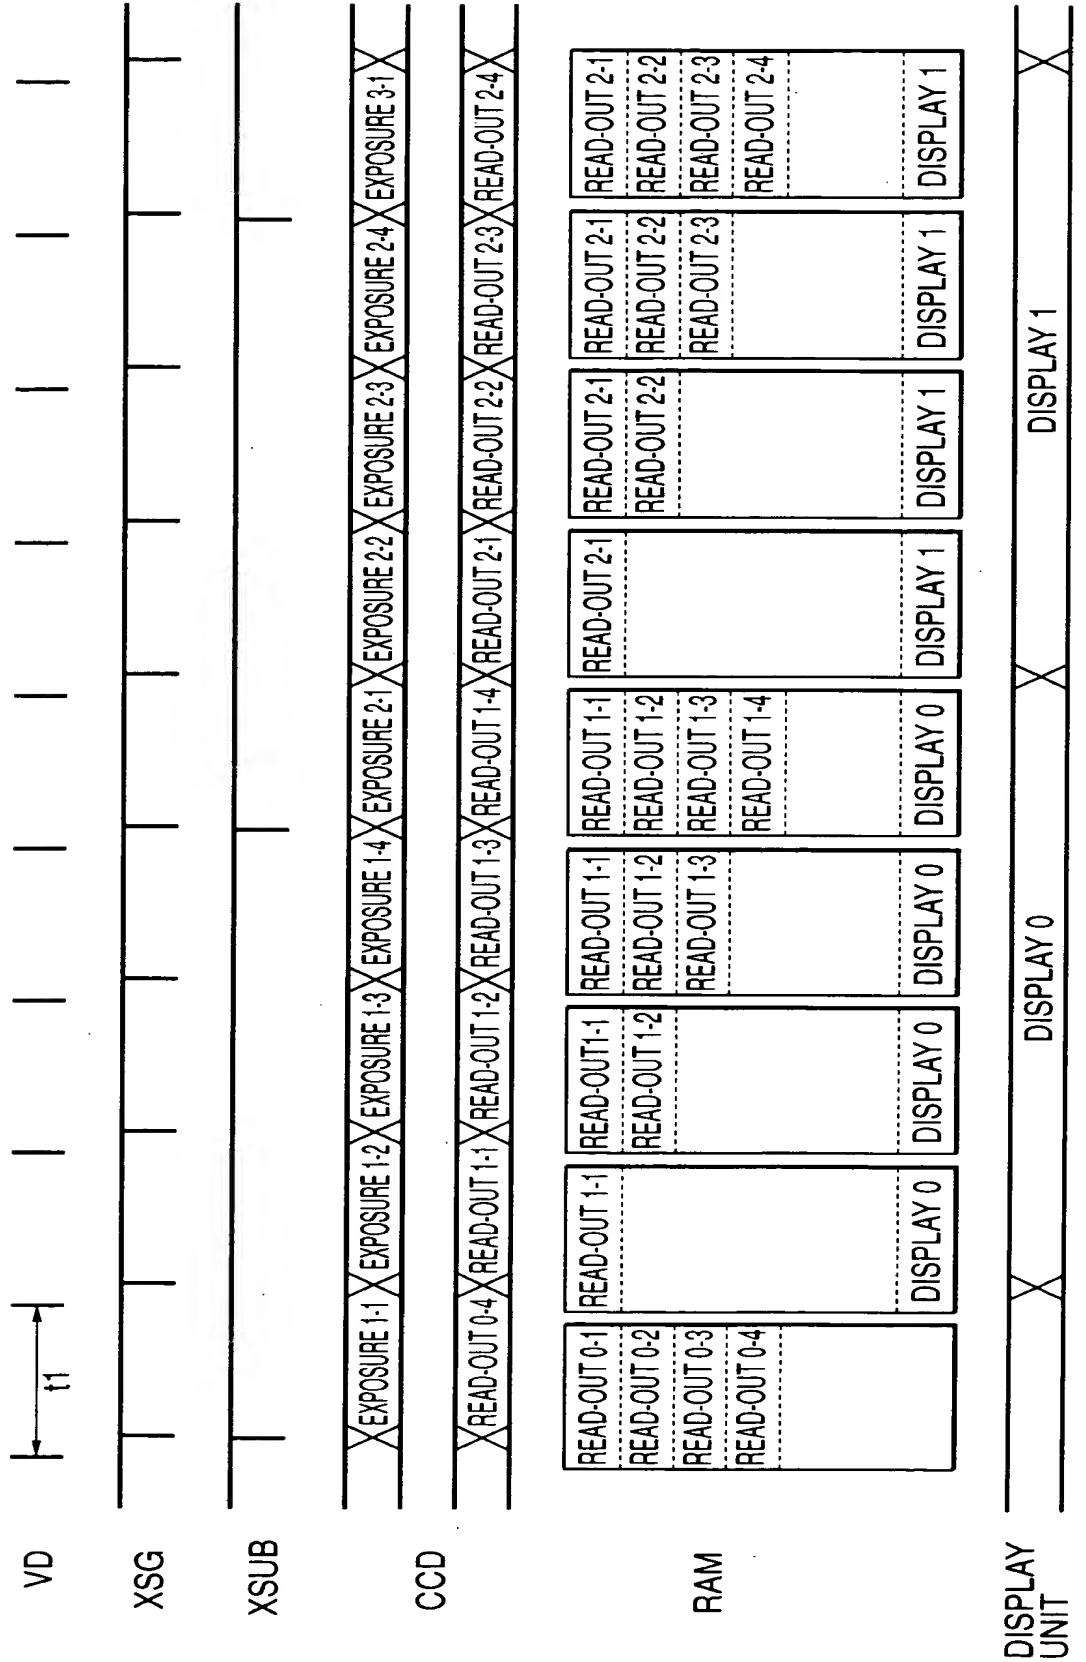 VD
t1
XSG
XSUB
CCD
EXPOSURE 1-1
EXPOSURE 1-2
EXPOSURE 1-3
EXPOSURE 1-4
EXPOSURE 2-1
EXPOSURE 2-2
EXPOSURE 2-3
EXPOSURE 2-4
EXPOSURE 3-1
READ-OUT 0-4
READ-OUT 1-1
READ-OUT 1-2
READ-OUT 1-3
READ-OUT 1-4
READ-OUT 2-1
READ-OUT 2-2
READ-OUT 2-3
READ-OUT 2-4
RAM
READ-OUT 0-1
READ-OUT 0-2
READ-OUT 0-3
READ-OUT 0-4
READ-OUT 1-1
DISPLAY 0
READ-OUT1-1
READ-OUT 1-2
DISPLAY 0
READ-OUT 1-1
READ-OUT 1-2
READ-OUT 1-3
DISPLAY 0
READ-OUT 1-1
READ-OUT 1-2
READ-OUT 1-3
READ-OUT 1-4
DISPLAY 0
READ-OUT 2-1
DISPLAY 1
READ-OUT 2-1
READ-OUT 2-2
DISPLAY 1
READ-OUT 2-1
READ-OUT 2-2
READ-OUT 2-3
DISPLAY 1
READ-OUT 2-1
READ-OUT 2-2
READ-OUT 2-3
READ-OUT 2-4
DISPLAY 1
DISPLAY
UNIT
DISPLAY 0
DISPLAY 1